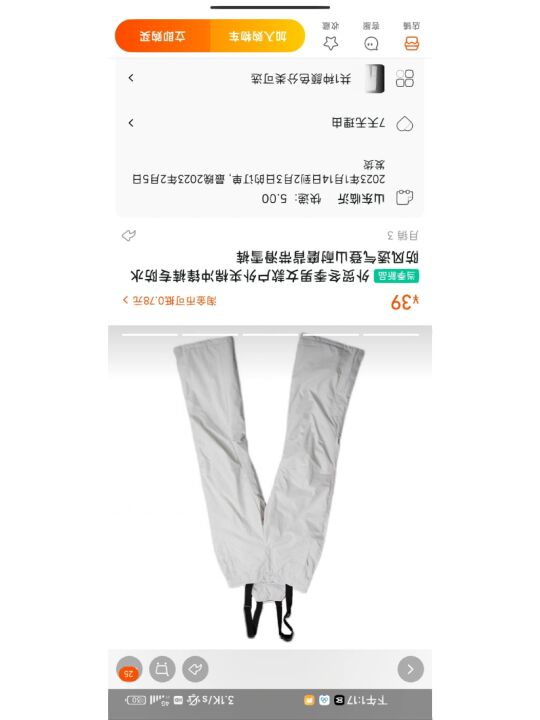 下午1:17
3.1K/s
4G
25
¥39
淘金币可抵0.78元
当季新品 外贸冬季男女款户外夹棉冲锋裤专防水
防风透气登山耐磨背带滑雪裤
月销 3
山东临沂 快递: 5.00
2023年1月14日到2月3日的订单, 最晚2023年2月5日
发货
7天无理由
共1种颜色分类可选
店铺
客服
收藏
加入购物车
立即购买